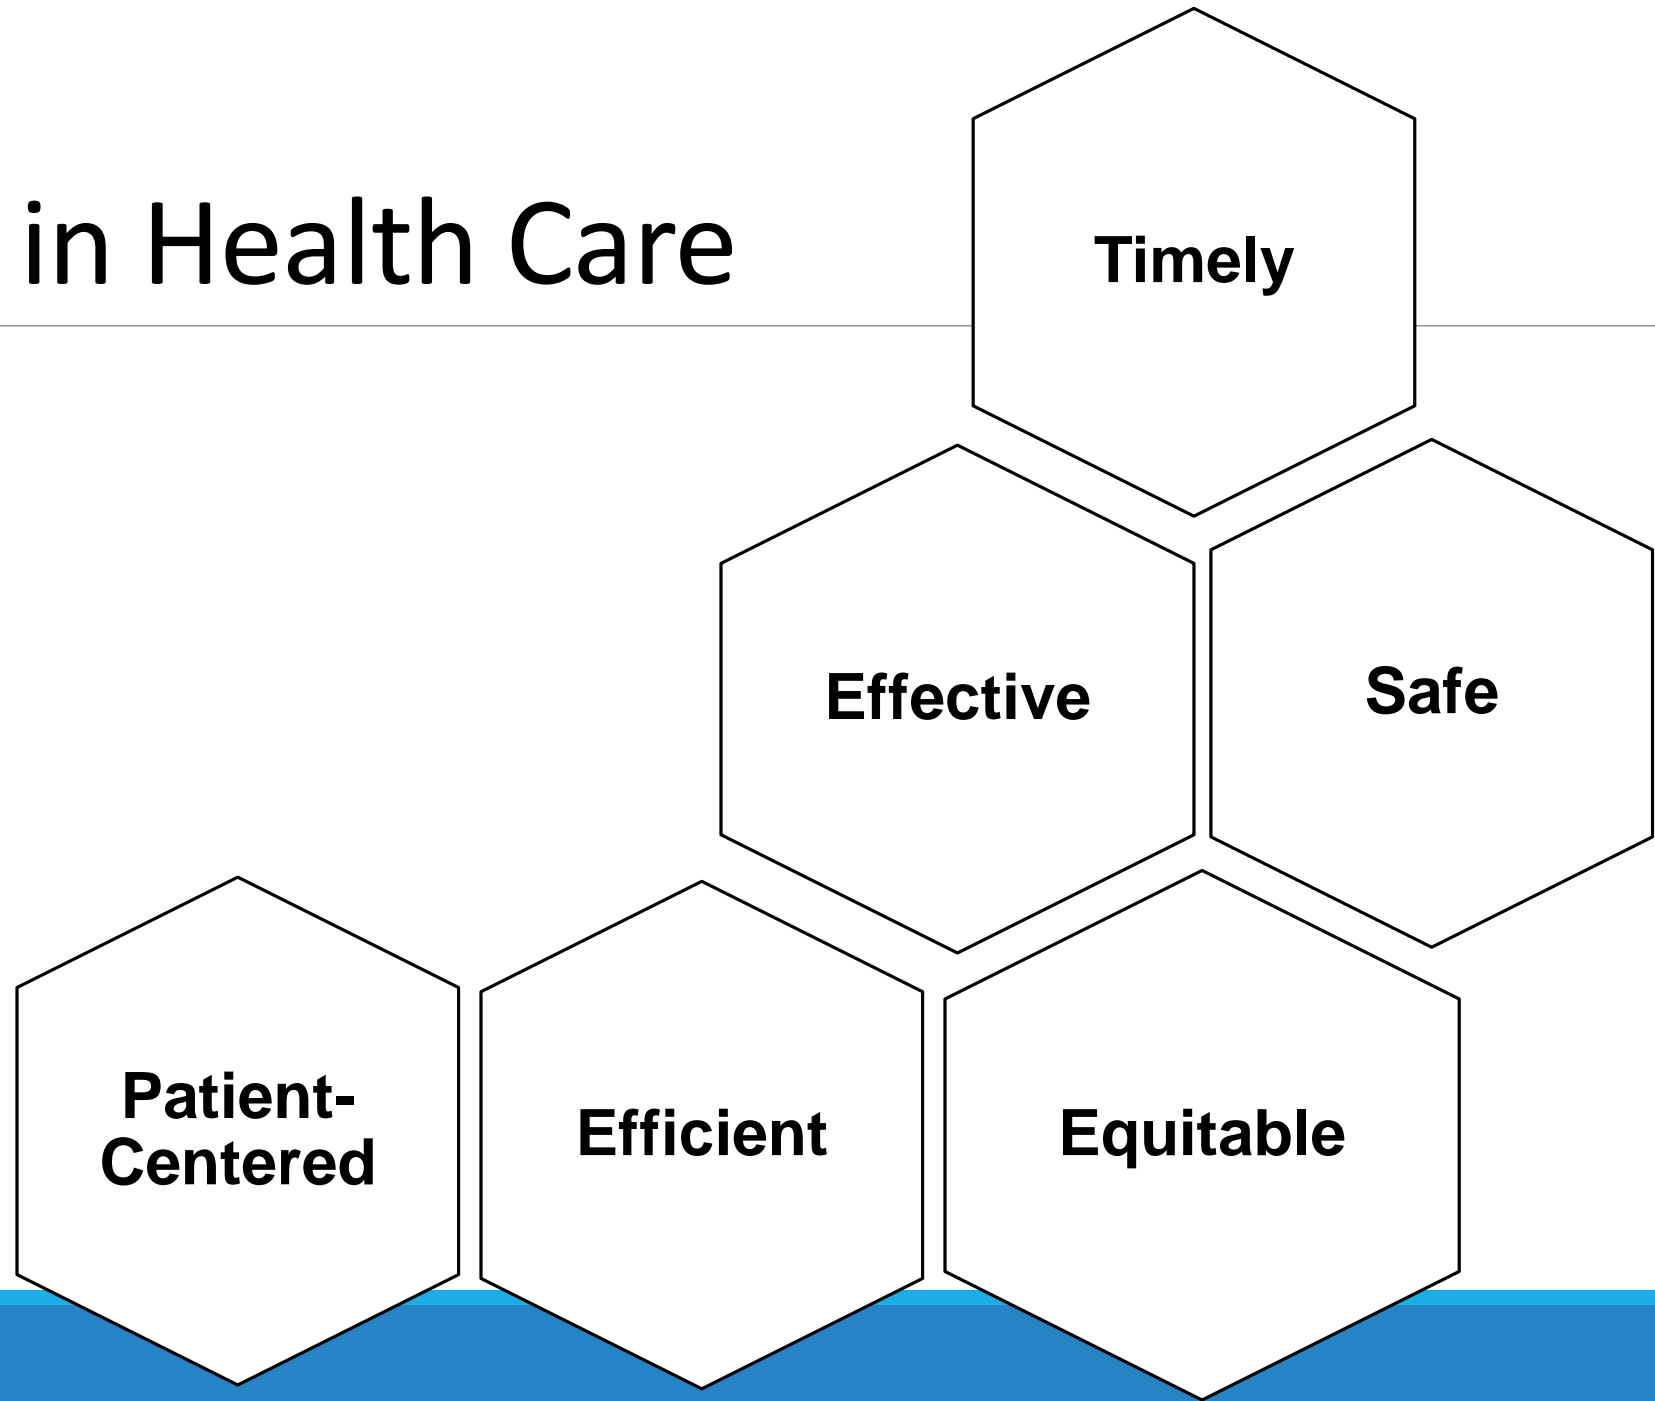 in Health Care
Timely
Effective
Safe
Patient-
Centered
Efficient
Equitable